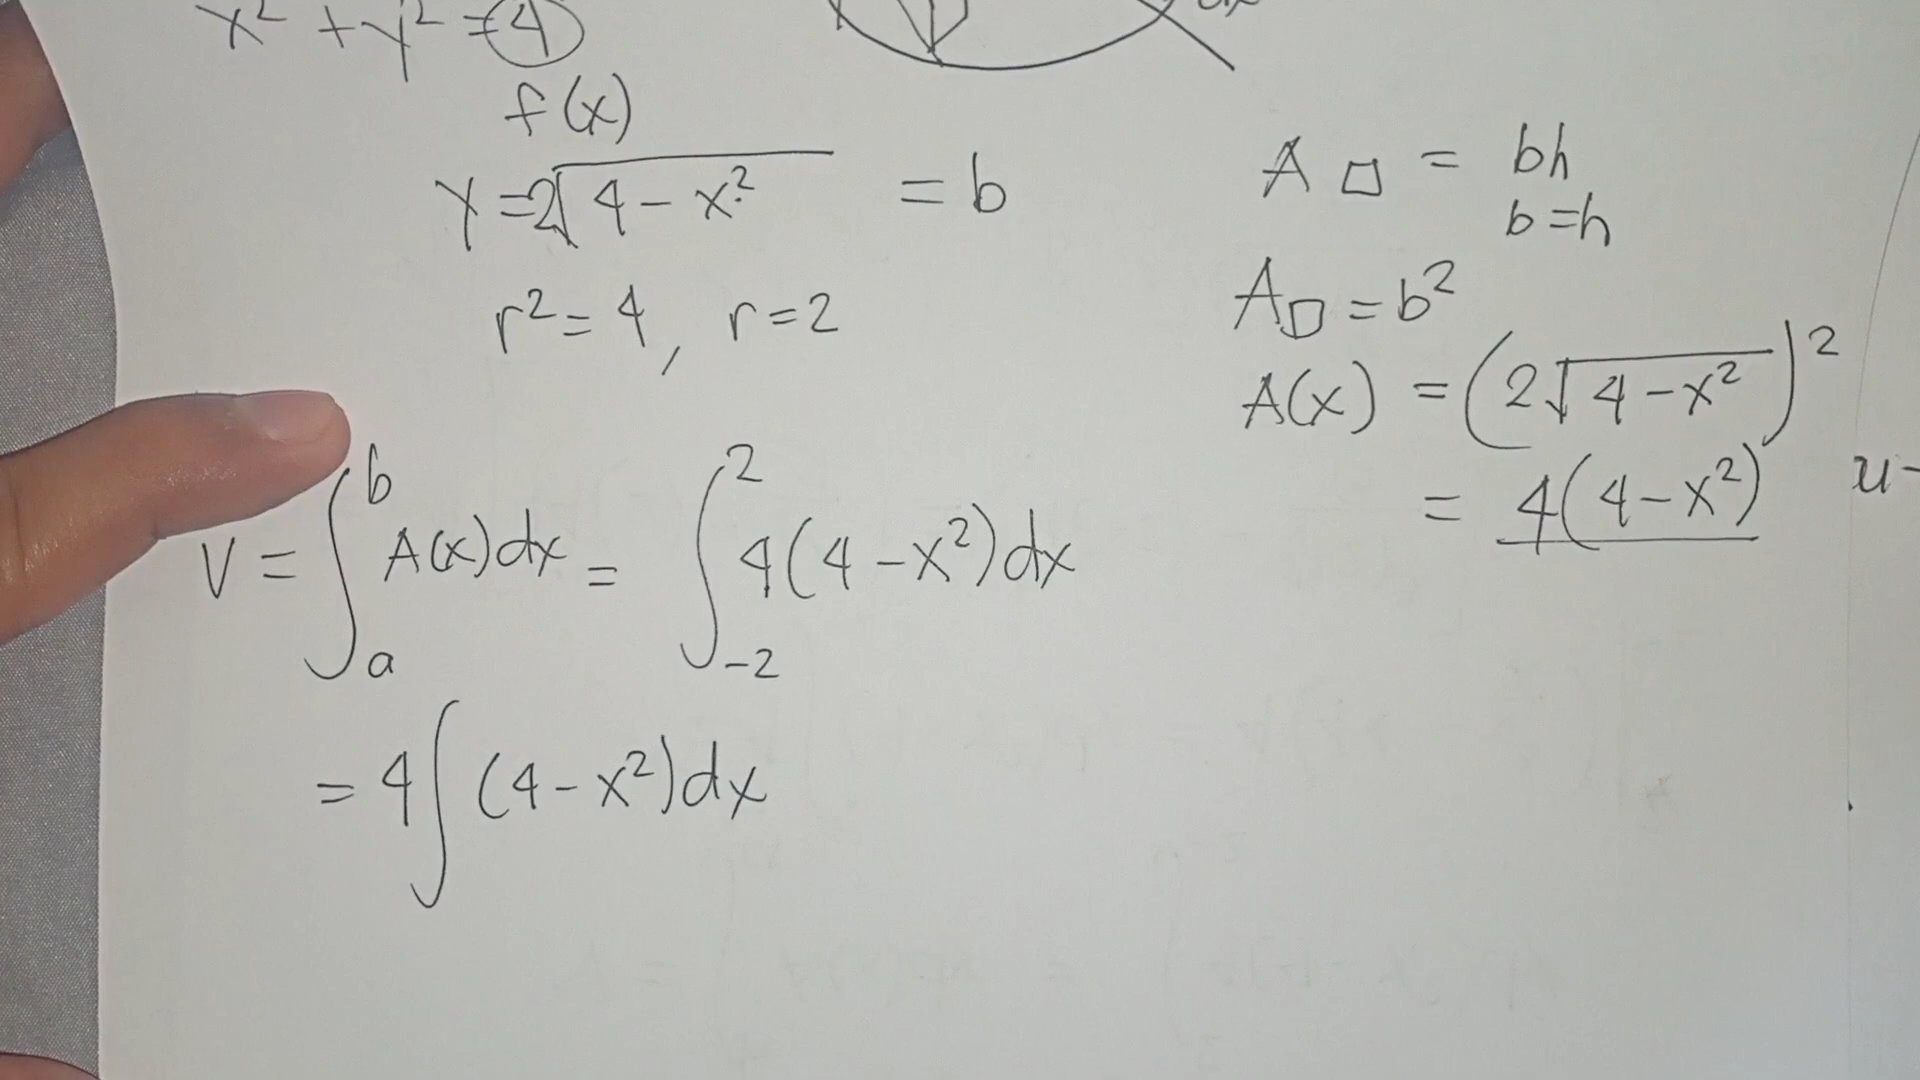 x² + y² = 4
f(x)
y = 2√4 - x² = b
r² = 4, r = 2
A□ = bh
b = h
A□ = b²
A(x) = (2√4 - x²)²
= 4(4 - x²)
u-
V = ∫ₐᵇ A(x)dx = ∫₋₂² 4(4 - x²)dx
= 4∫(4 - x²)dx